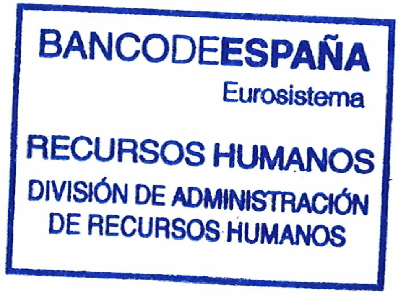 BANCODEESPAÑA
Eurosistema
RECURSOS HUMANOS
DIVISIÓN DE ADMINISTRACIÓN
DE RECURSOS HUMANOS